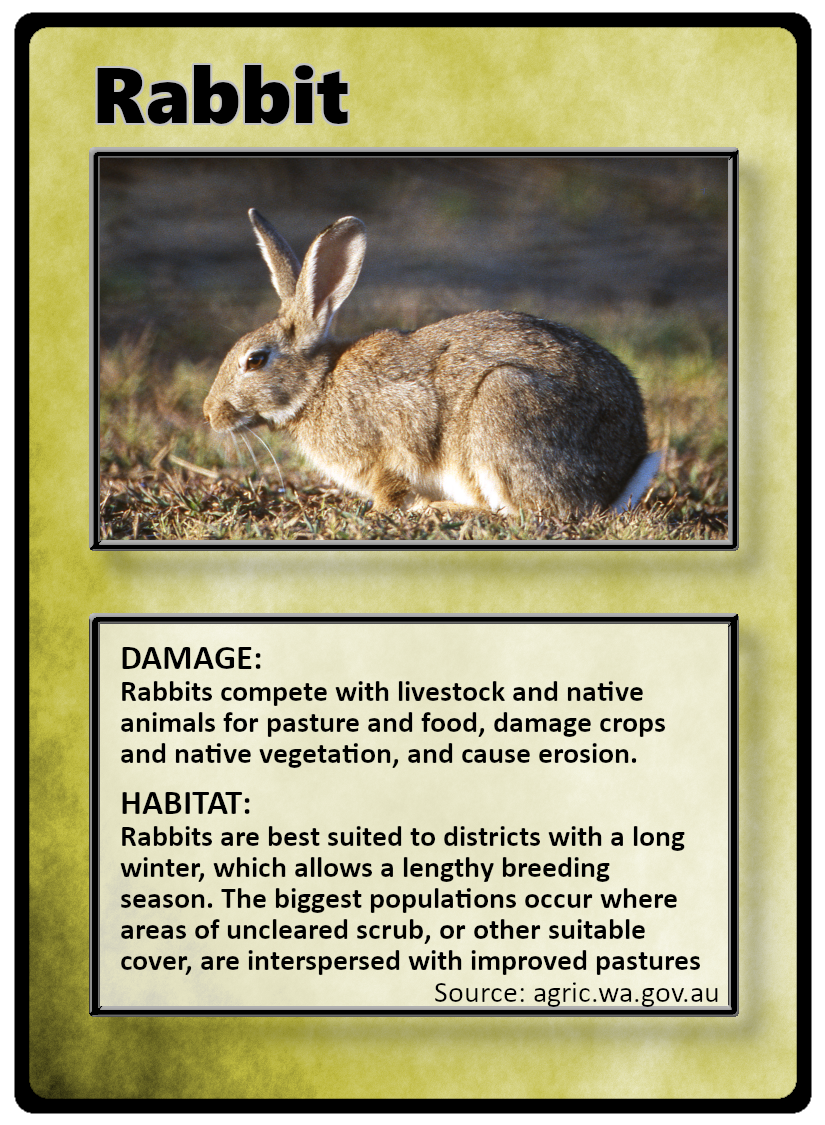 Rabbit
DAMAGE:
Rabbits compete with livestock and native
animals for pasture and food, damage crops
and native vegetation, and cause erosion.
HABITAT:
Rabbits are best suited to districts with a long
winter, which allows a lengthy breeding
season. The biggest populations occur where
areas of uncleared scrub, or other suitable
cover, are interspersed with improved pastures
Source: agric.wa.gov.au